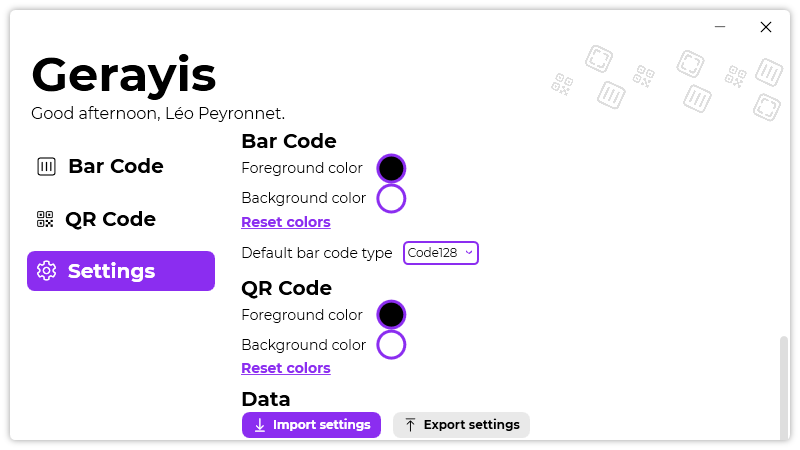 Gerayis
Good afternoon, Léo Peyronnet.
Bar Code
QR Code
Settings
Bar Code
Foreground color
Background color
Reset colors
Default bar code type Code128
QR Code
Foreground color
Background color
Reset colors
Data
Import settings Export settings